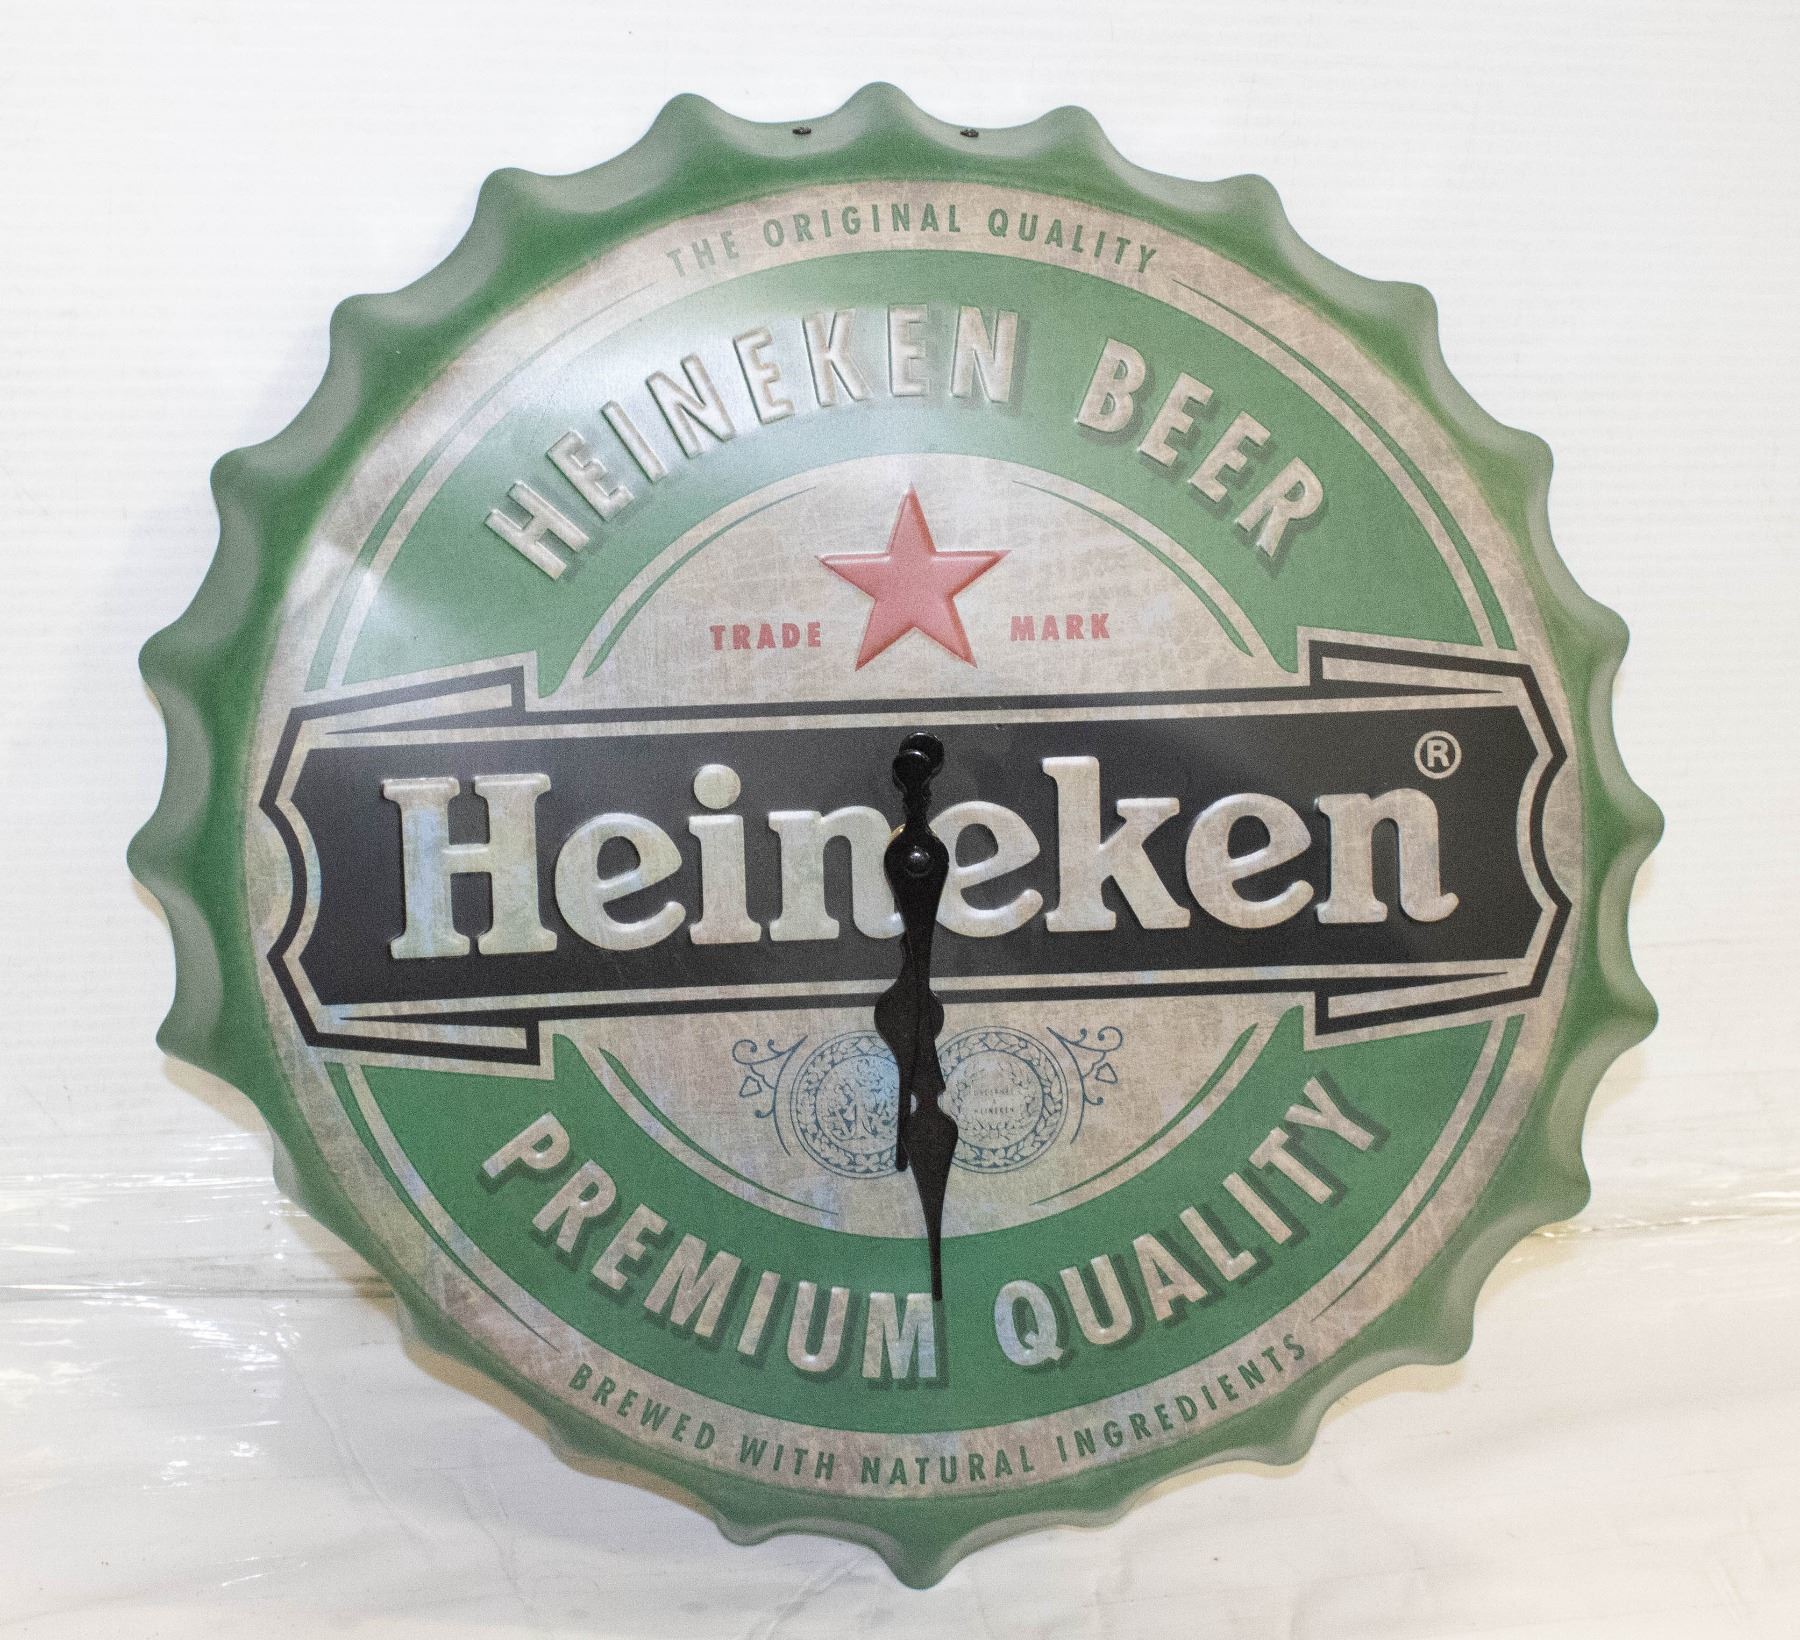 THE ORIGINAL QUALITY
HEINEKEN BEER
TRADE MARK
Heineken®
PREMIUM QUALITY
BREWED WITH NATURAL INGREDIENTS